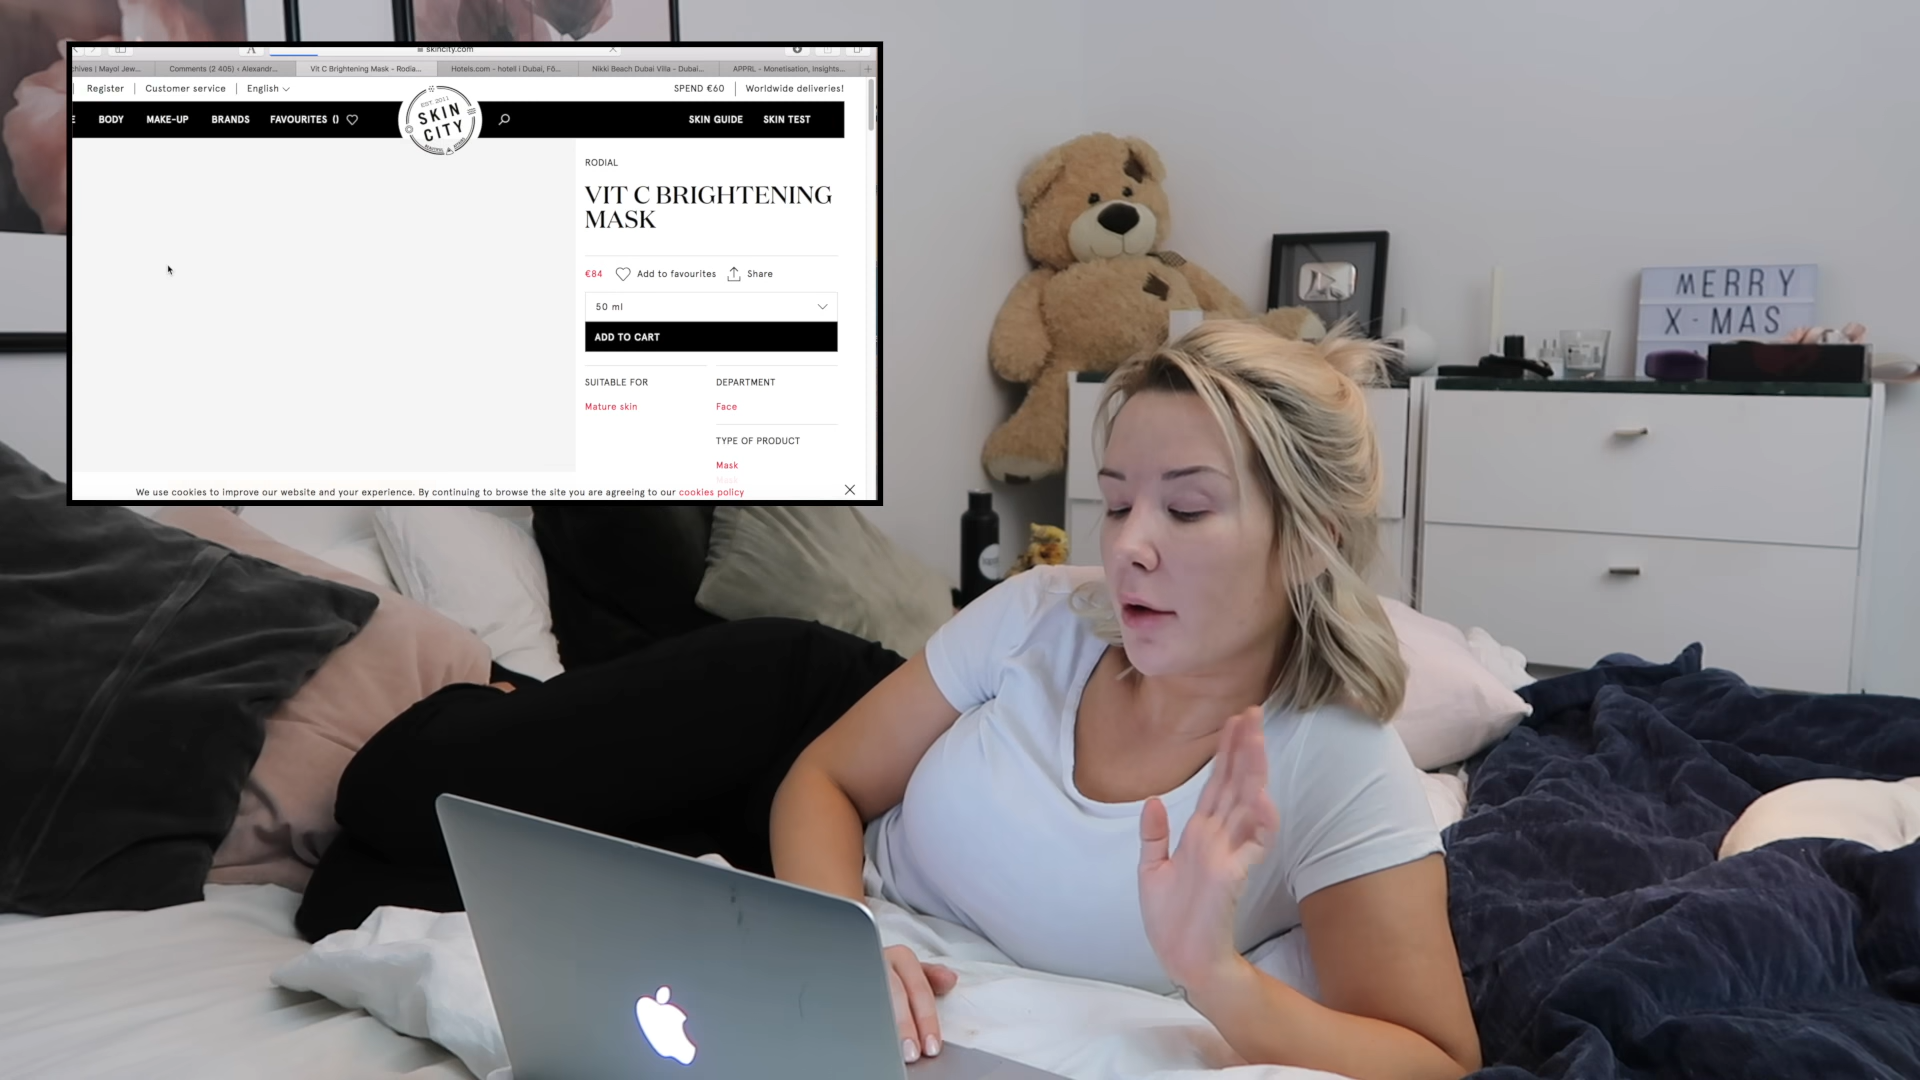 skincity.com
hives | Mayol Jew...
Comments (2 405) ‹ Alexandr...
Vit C Brightening Mask - Rodia...
Hotels.com - hotell i Dubai, Fö...
Nikki Beach Dubai Villa - Dubai...
APPRL - Monetisation, Insights...
Register
Customer service
English
SPEND €60
Worldwide deliveries!
E
BODY
MAKE-UP
BRANDS
FAVOURITES ()
EST. 2011
SKIN
CITY
SKIN GUIDE
SKIN TEST
RODIAL
VIT C BRIGHTENING
MASK
€84
Add to favourites
Share
50 ml
ADD TO CART
SUITABLE FOR
DEPARTMENT
Mature skin
Face
TYPE OF PRODUCT
Mask
We use cookies to improve our website and your experience. By continuing to browse the site you are agreeing to our cookies policy
MERRY
X-MAS